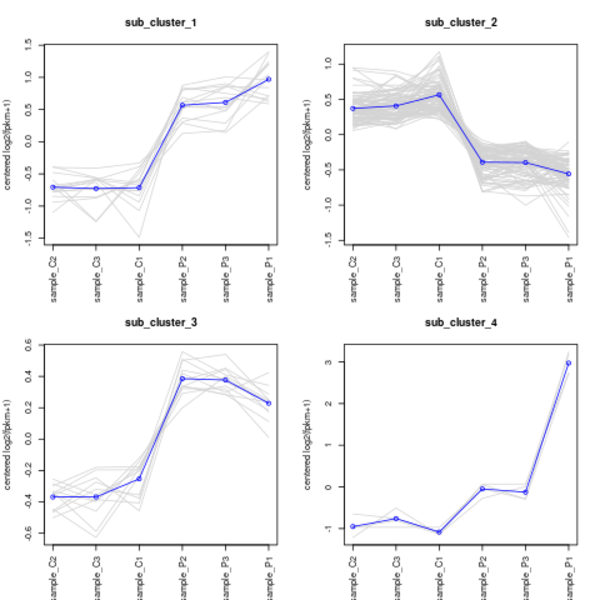 sub_cluster_1
centered log2(fpkm+1)
1.5
1.0
0.5
0.0
-0.5
-1.0
-1.5
sample_C2
sample_C3
sample_C1
sample_P2
sample_P3
sample_P1
sub_cluster_2
centered log2(fpkm+1)
1.0
0.5
0.0
-0.5
-1.0
-1.5
sample_C2
sample_C3
sample_C1
sample_P2
sample_P3
sample_P1
sub_cluster_3
centered log2(fpkm+1)
0.6
0.4
0.2
0.0
-0.2
-0.4
-0.6
sample_C2
sample_C3
sample_C1
sample_P2
sample_P3
sample_P1
sub_cluster_4
centered log2(fpkm+1)
3
2
1
0
-1
sample_C2
sample_C3
sample_C1
sample_P2
sample_P3
sample_P1